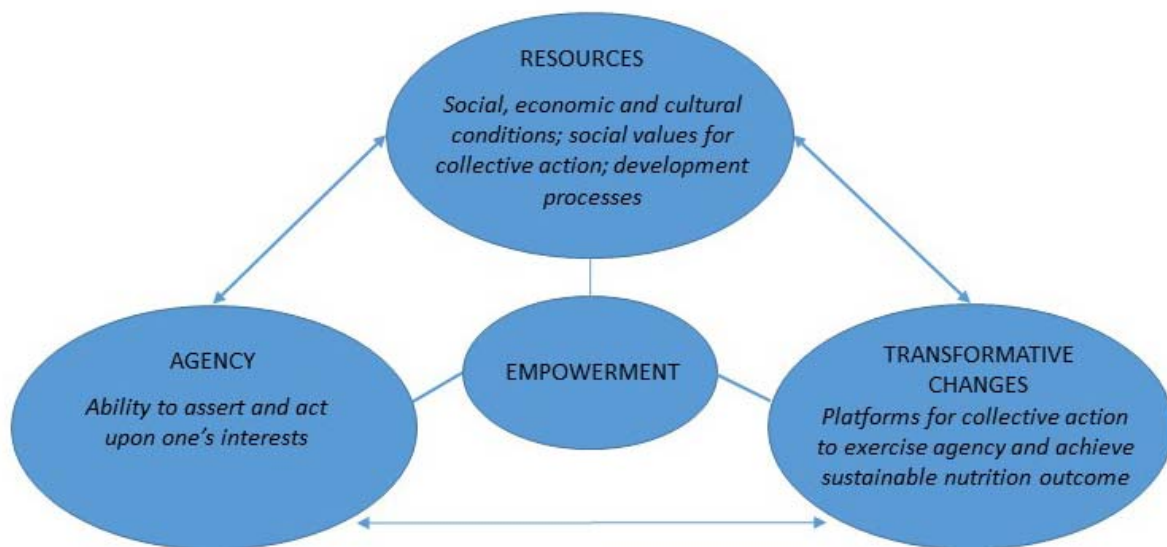 RESOURCES
Social, economic and cultural
conditions; social values for
collective action; development
processes
AGENCY
Ability to assert and act
upon one’s interests
EMPOWERMENT
TRANSFORMATIVE
CHANGES
Platforms for collective action
to exercise agency and achieve
sustainable nutrition outcome